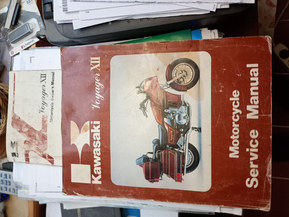 Kawasaki
Voyager XII
Motorcycle
Service Manual
Voyager XII